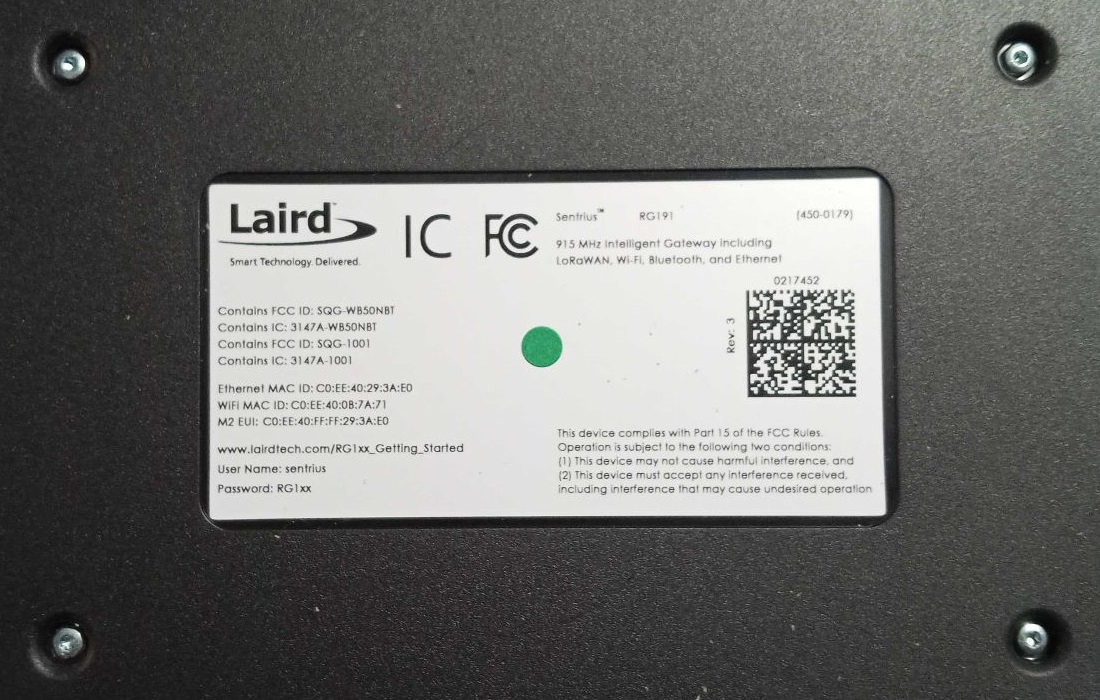 Laird™
Smart Technology. Delivered.
IC FC
Sentrius™ RG191 (450-0179)
915 MHz Intelligent Gateway including
LoRaWAN, Wi-Fi, Bluetooth, and Ethernet
0217452
Rev: 3
Contains FCC ID: SQG-WB50NBT
Contains IC: 3147A-WB50NBT
Contains FCC ID: SQG-1001
Contains IC: 3147A-1001
Ethernet MAC ID: C0:EE:40:29:3A:E0
WiFi MAC ID: C0:EE:40:0B:7A:71
M2 EUI: C0:EE:40:FF:FF:29:3A:E0
www.lairdtech.com/RG1xx_Getting_Started
User Name: sentrius
Password: RG1xx
This device complies with Part 15 of the FCC Rules.
Operation is subject to the following two conditions:
(1) This device may not cause harmful interference, and
(2) This device must accept any interference received,
including interference that may cause undesired operation